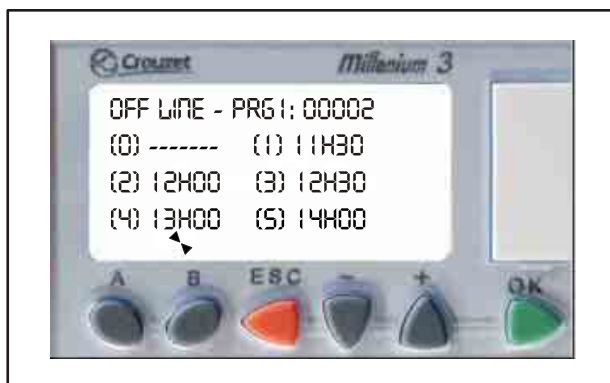 Crouzet Millenium 3
OFF LINE - PRG1: 00002
(0) ------- (1) 11H30
(2) 12H00 (3) 12H30
(4) 13H00 (5) 14H00
A B ESC - + OK